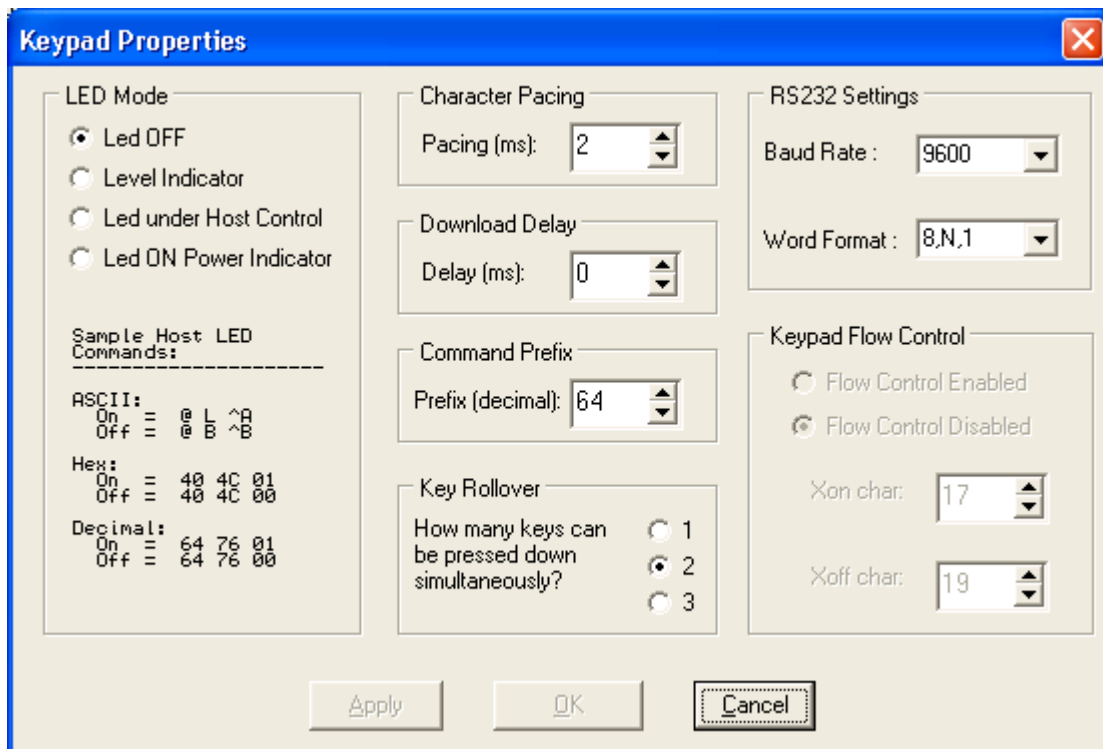 Keypad Properties
LED Mode
Led OFF
Level Indicator
Led under Host Control
Led ON Power Indicator
Sample Host LED
Commands:
----------------------
ASCII:
On = @ L ^A
Off = @ B ^B
Hex:
On = 40 4C 01
Off = 40 4C 00
Decimal:
On = 64 76 01
Off = 64 76 00
Character Pacing
Pacing (ms): 2
Download Delay
Delay (ms): 0
Command Prefix
Prefix (decimal): 64
Key Rollover
How many keys can
be pressed down
simultaneously?
1
2
3
RS232 Settings
Baud Rate : 9600
Word Format : 8,N,1
Keypad Flow Control
Flow Control Enabled
Flow Control Disabled
Xon char: 17
Xoff char: 19
Apply
OK
Cancel